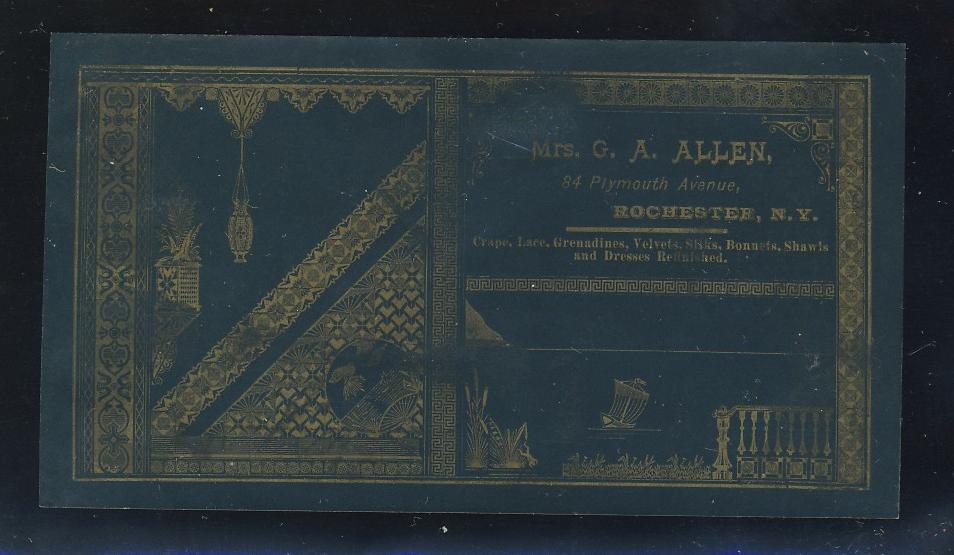 Mrs. G. A. ALLEN,
84 Plymouth Avenue,
ROCHESTER, N.Y.
Crape, Lace, Grenadines, Velvets, Silks, Bonnets, Shawls
and Dresses Refinished.